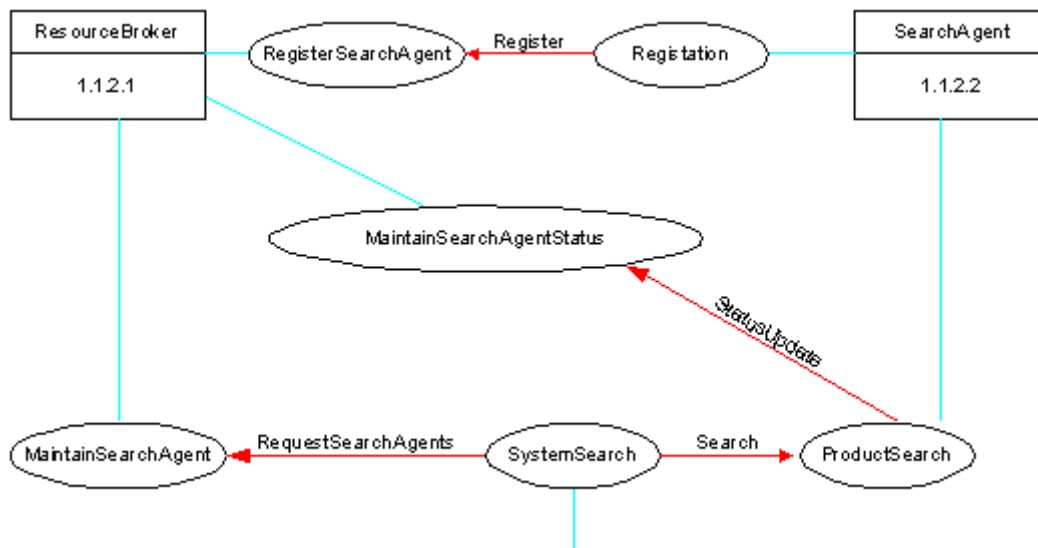 ResourceBroker
1.1.2.1
RegisterSearchAgent
Register
Registation
SearchAgent
1.1.2.2
MaintainSearchAgentStatus
StatysUpdate
MaintainSearchAgent
RequestSearchAgents
SystemSearch
Search
ProductSearch